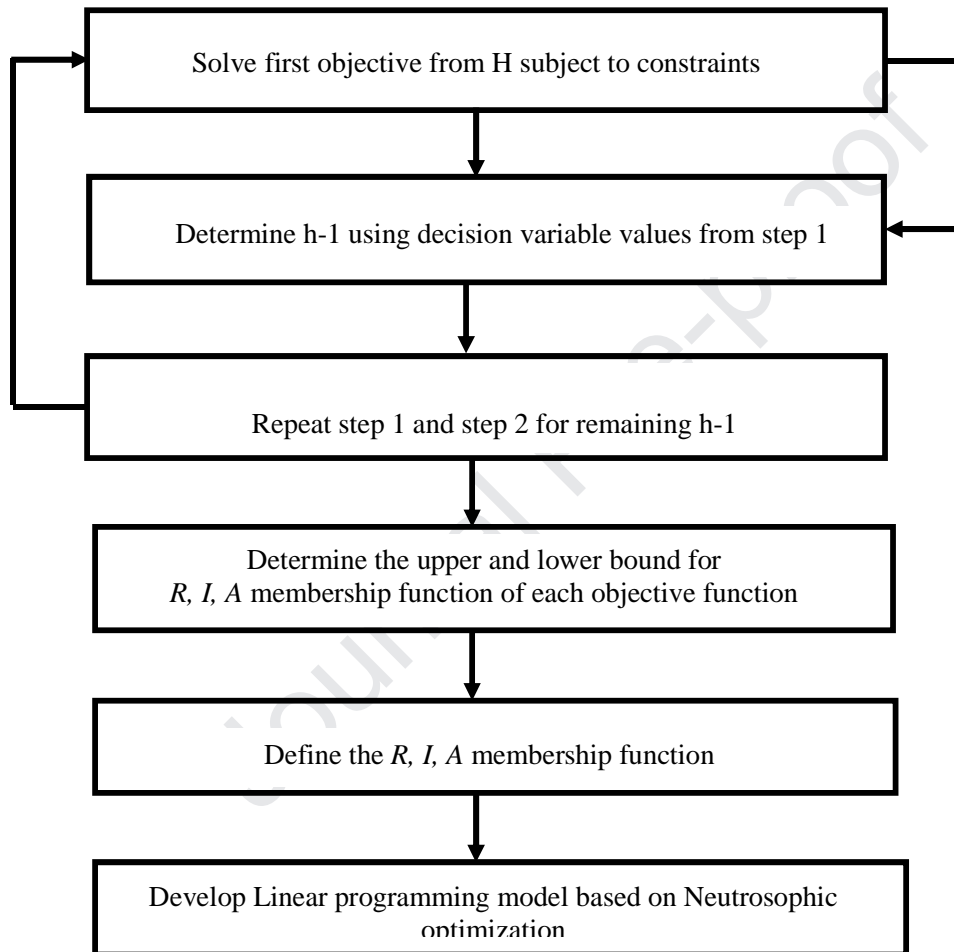 Solve first objective from H subject to constraints
Determine h-1 using decision variable values from step 1
Repeat step 1 and step 2 for remaining h-1
Determine the upper and lower bound for
R, I, A membership function of each objective function
Define the R, I, A membership function
Develop Linear programming model based on Neutrosophic
optimization